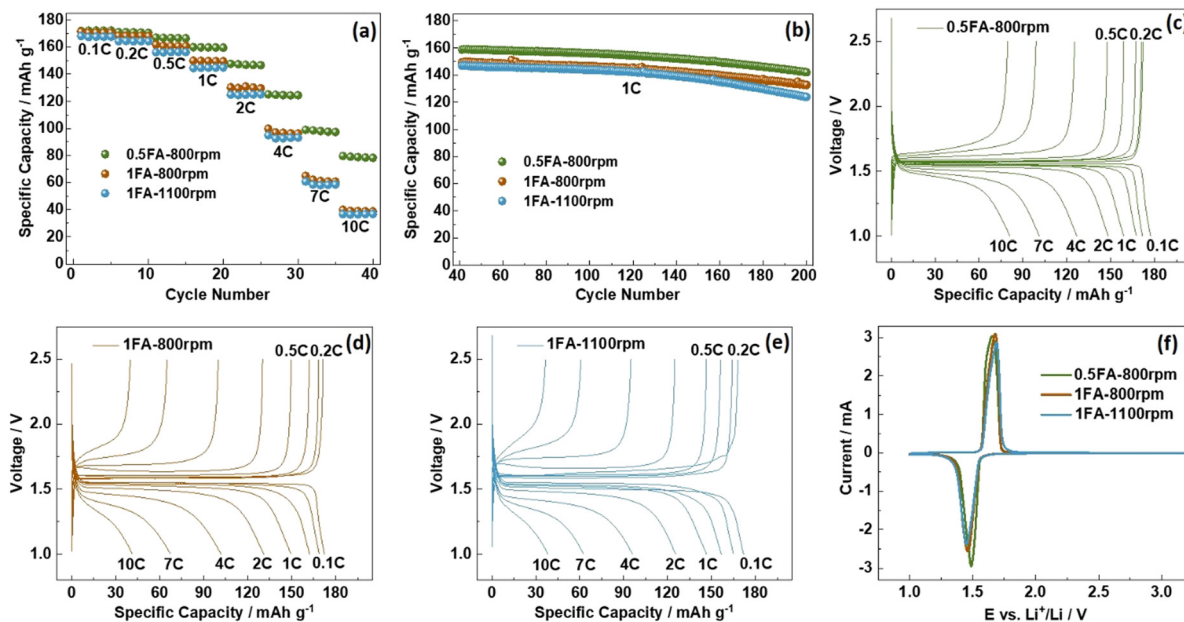 (a)
180
160
140
120
100
80
60
40
20
0
Specific Capacity / mAh g⁻¹
0.1C
0.2C
0.5C
1C
2C
4C
7C
10C
0.5FA-800rpm
1FA-800rpm
1FA-1100rpm
0 10 20 30 40
Cycle Number
(b)
180
160
140
120
100
80
60
40
20
0
Specific Capacity / mAh g⁻¹
1C
0.5FA-800rpm
1FA-800rpm
1FA-1100rpm
40 80 120 160 200
Cycle Number
(c)
0.5FA-800rpm
0.5C 0.2C
2.5
2.0
1.5
1.0
Voltage / V
10C 7C 4C 2C 1C 0.1C
0 30 60 90 120 150 180
Specific Capacity / mAh g⁻¹
(d)
1FA-800rpm
0.5C 0.2C
2.5
2.0
1.5
1.0
Voltage / V
10C 7C 4C 2C 1C 0.1C
0 30 60 90 120 150 180
Specific Capacity / mAh g⁻¹
(e)
1FA-1100rpm
0.5C 0.2C
2.5
2.0
1.5
1.0
Voltage / V
10C 7C 4C 2C 1C 0.1C
0 30 60 90 120 150 180
Specific Capacity / mAh g⁻¹
(f)
3
2
1
0
-1
-2
-3
Current / mA
0.5FA-800rpm
1FA-800rpm
1FA-1100rpm
1.0 1.5 2.0 2.5 3.0
E vs. Li⁺/Li / V